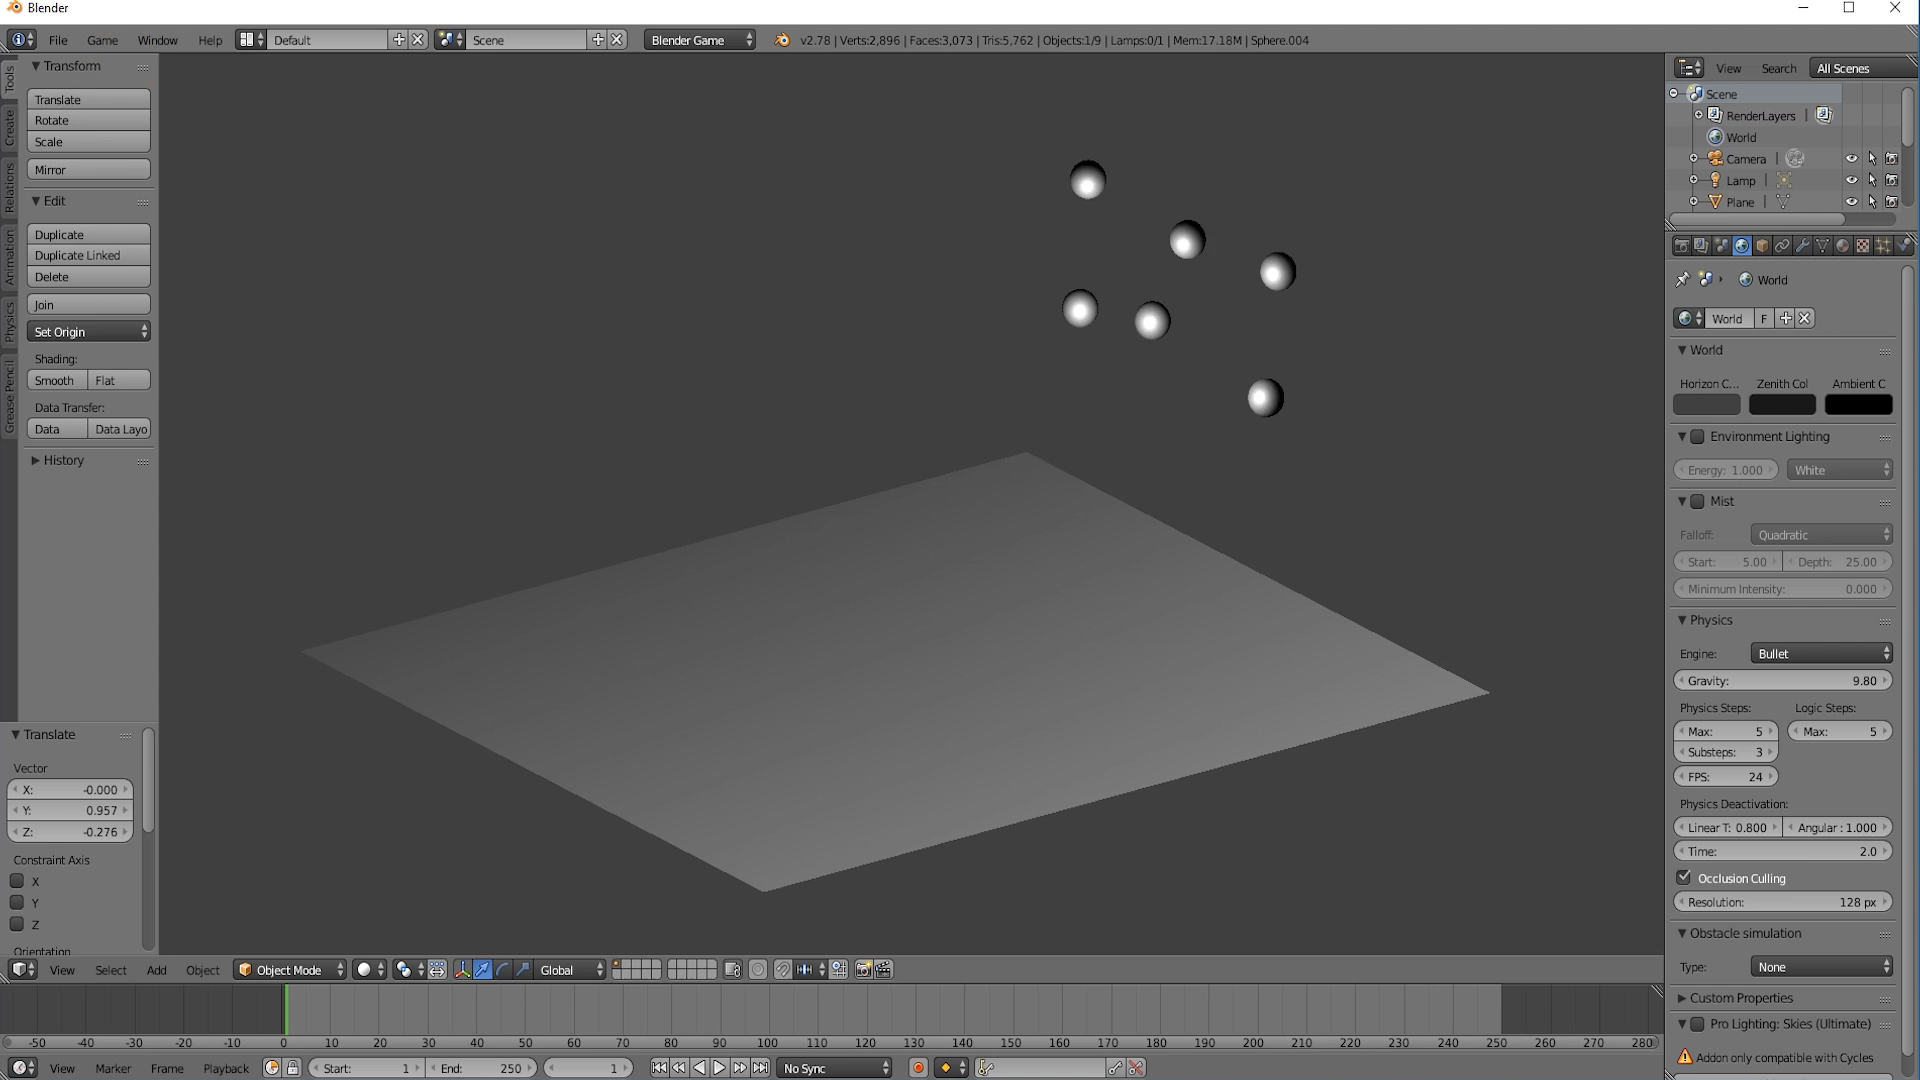 Blender
File Game Window Help Default Scene Blender Game v2.78 | Verts:2,896 | Faces:3,073 | Tris:5,762 | Objects:1/9 | Lamps:0/1 | Mem:17.18M | Sphere.004
Tools
Create
Relations
Animation
Physics
Grease Pencil
Transform
Translate
Rotate
Scale
Mirror
Edit
Duplicate
Duplicate Linked
Delete
Join
Set Origin
Shading:
Smooth Flat
Data Transfer:
Data Data Layo
History
Translate
Vector
X: -0.000
Y: 0.957
Z: -0.276
Constraint Axis
X
Y
Z
Orientation
View Search All Scenes
Scene
RenderLayers |
World
Camera |
Lamp |
Plane |
World
World F
World
Horizon C... Zenith Col Ambient C
Environment Lighting
Energy: 1.000 White
Mist
Falloff: Quadratic
Start: 5.00 Depth: 25.00
Minimum Intensity: 0.000
Physics
Engine: Bullet
Gravity: 9.80
Physics Steps: Logic Steps:
Max: 5 Max: 5
Substeps: 3
FPS: 24
Physics Deactivation:
Linear T: 0.800 Angular : 1.000
Time: 2.0
Occlusion Culling
Resolution: 128 px
Obstacle simulation
Type: None
Custom Properties
Pro Lighting: Skies (Ultimate)
Addon only compatible with Cycles
View Select Add Object Object Mode Global
-50 -40 -30 -20 -10 0 10 20 30 40 50 60 70 80 90 100 110 120 130 140 150 160 170 180 190 200 210 220 230 240 250 260 270 280
View Marker Frame Playback Start: 1 End: 250 1 No Sync